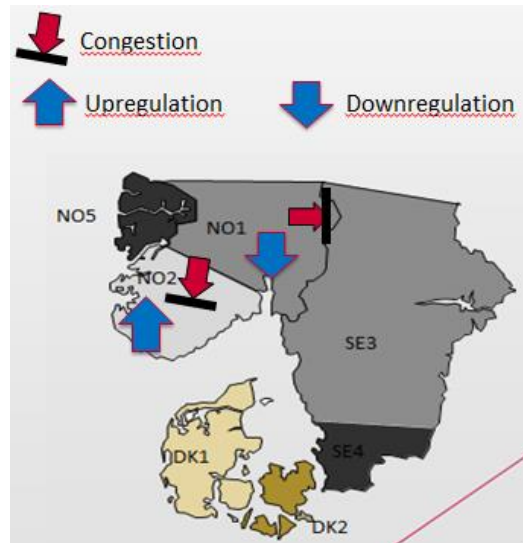 Congestion
Upregulation
Downregulation
NO5
NO1
NO2
SE3
DK1
SE4
DK2